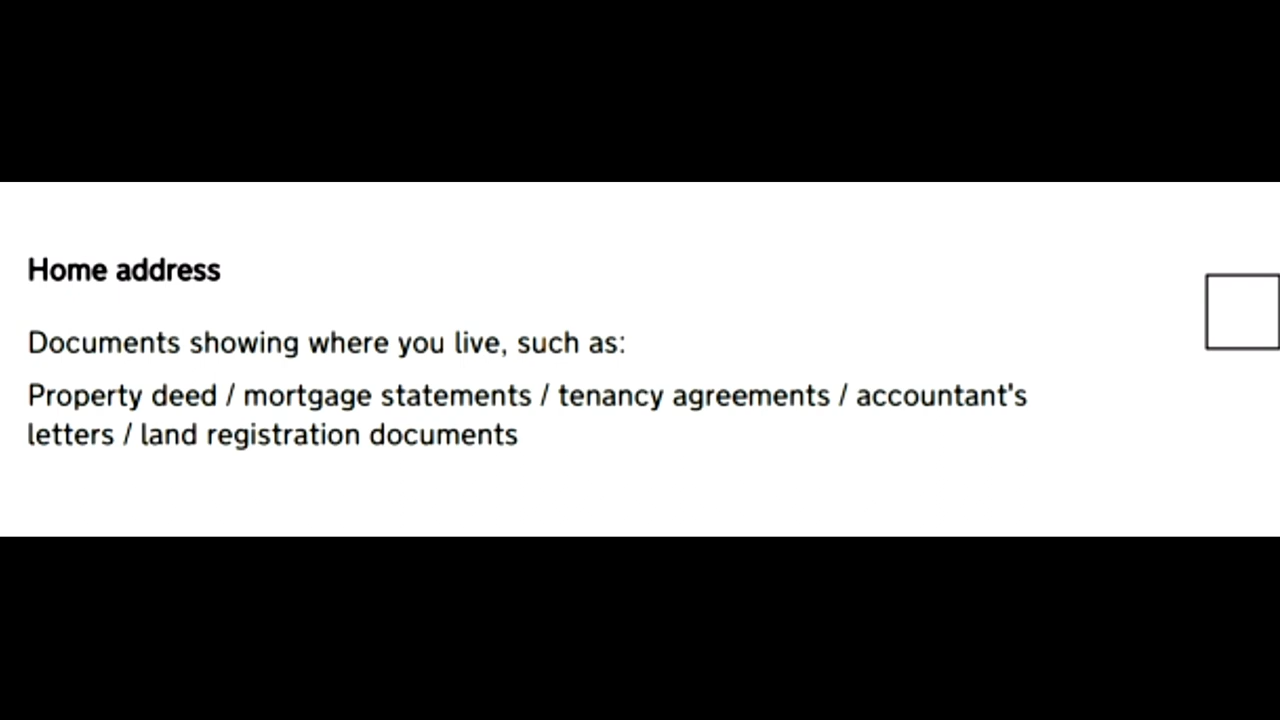 Home address
Documents showing where you live, such as:
Property deed / mortgage statements / tenancy agreements / accountant's
letters / land registration documents